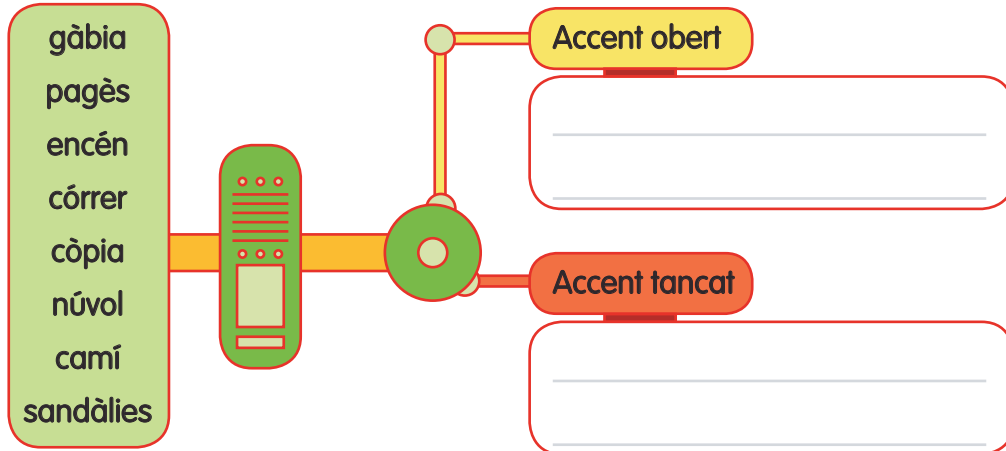 gàbia
pagès
encén
córrer
còpia
núvol
camí
sandàlies
Accent obert
Accent tancat